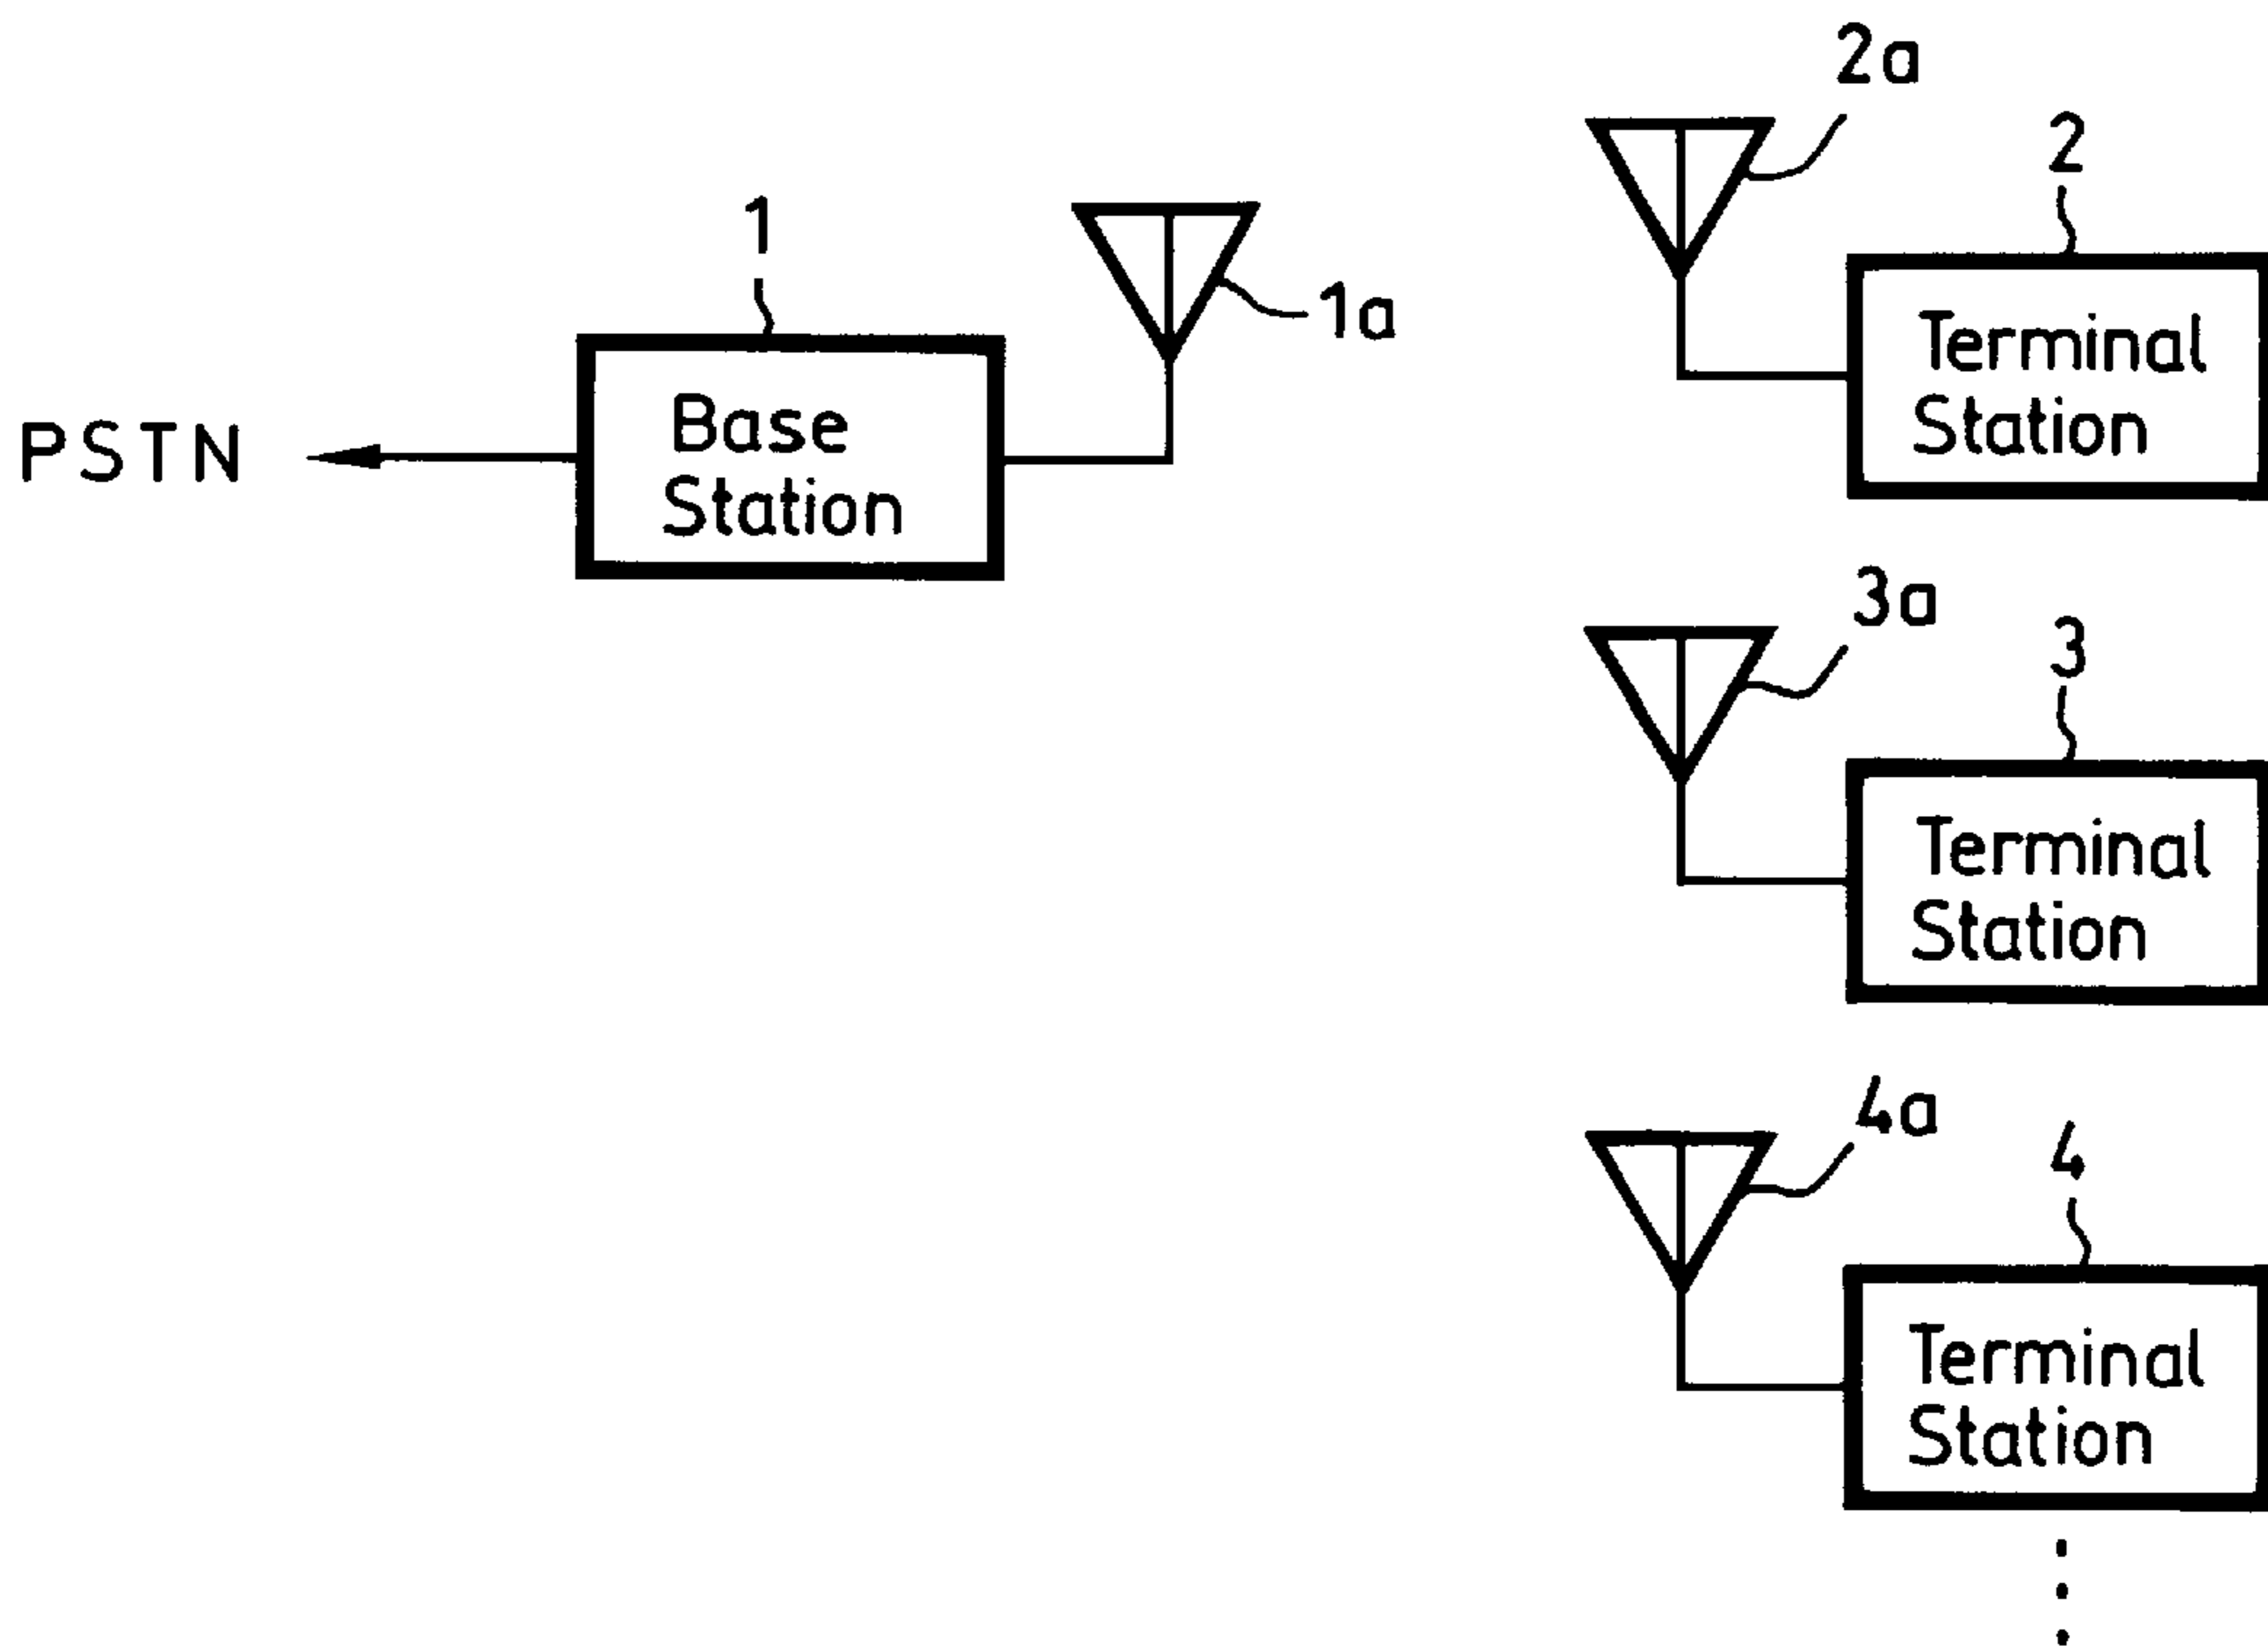 PSTN
1
Base
Station
1a
2a
2
Terminal
Station
3a
3
Terminal
Station
4a
4
Terminal
Station